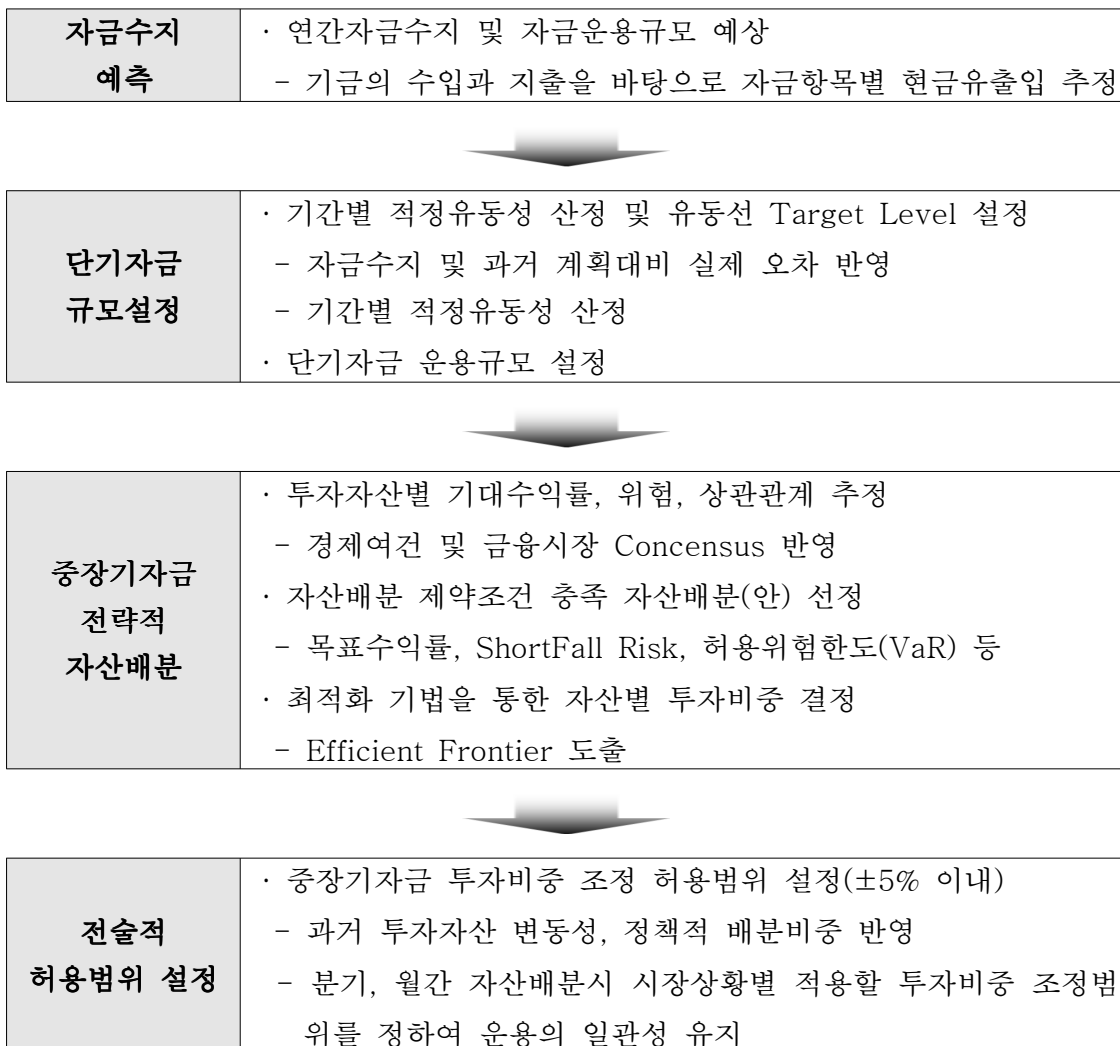 자금수지
예측
· 연간자금수지 및 자금운용규모 예상
- 기금의 수입과 지출을 바탕으로 자금항목별 현금유출입 추정
단기자금
규모설정
· 기간별 적정유동성 산정 및 유동선 Target Level 설정
- 자금수지 및 과거 계획대비 실제 오차 반영
- 기간별 적정유동성 산정
· 단기자금 운용규모 설정
중장기자금
전략적
자산배분
· 투자자산별 기대수익률, 위험, 상관관계 추정
- 경제여건 및 금융시장 Concensus 반영
· 자산배분 제약조건 충족 자산배분(안) 선정
- 목표수익률, ShortFall Risk, 허용위험한도(VaR) 등
· 최적화 기법을 통한 자산별 투자비중 결정
- Efficient Frontier 도출
전술적
허용범위 설정
· 중장기자금 투자비중 조정 허용범위 설정(±5% 이내)
- 과거 투자자산 변동성, 정책적 배분비중 반영
- 분기, 월간 자산배분시 시장상황별 적용할 투자비중 조정범
위를 정하여 운용의 일관성 유지